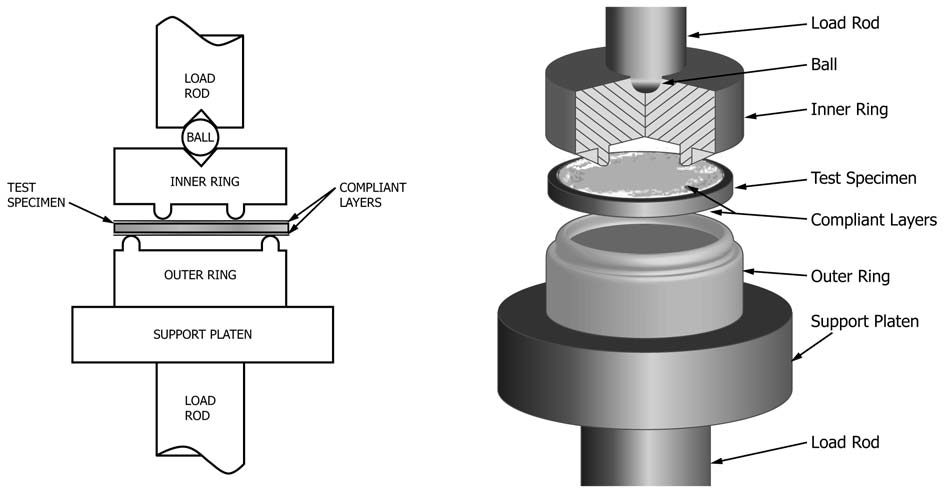 LOAD
ROD
BALL
INNER RING
TEST
SPECIMEN
COMPLIANT
LAYERS
OUTER RING
SUPPORT PLATEN
LOAD
ROD
Load Rod
Ball
Inner Ring
Test Specimen
Compliant Layers
Outer Ring
Support Platen
Load Rod